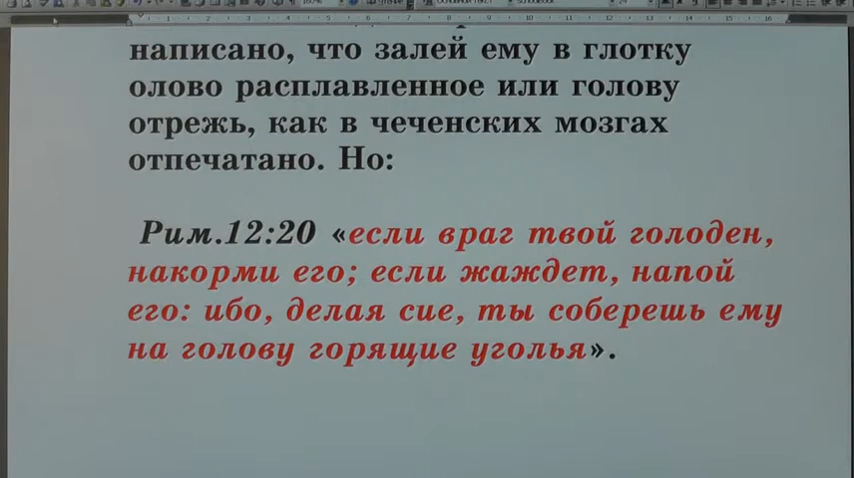 написано, что залей ему в глотку
олово расплавленное или голову
отрежь, как в чеченских мозгах
отпечатано. Но:
Рим.12:20 «если враг твой голоден,
накорми его; если жаждет, напой
его: ибо, делая сие, ты соберешь ему
на голову горящие уголья».